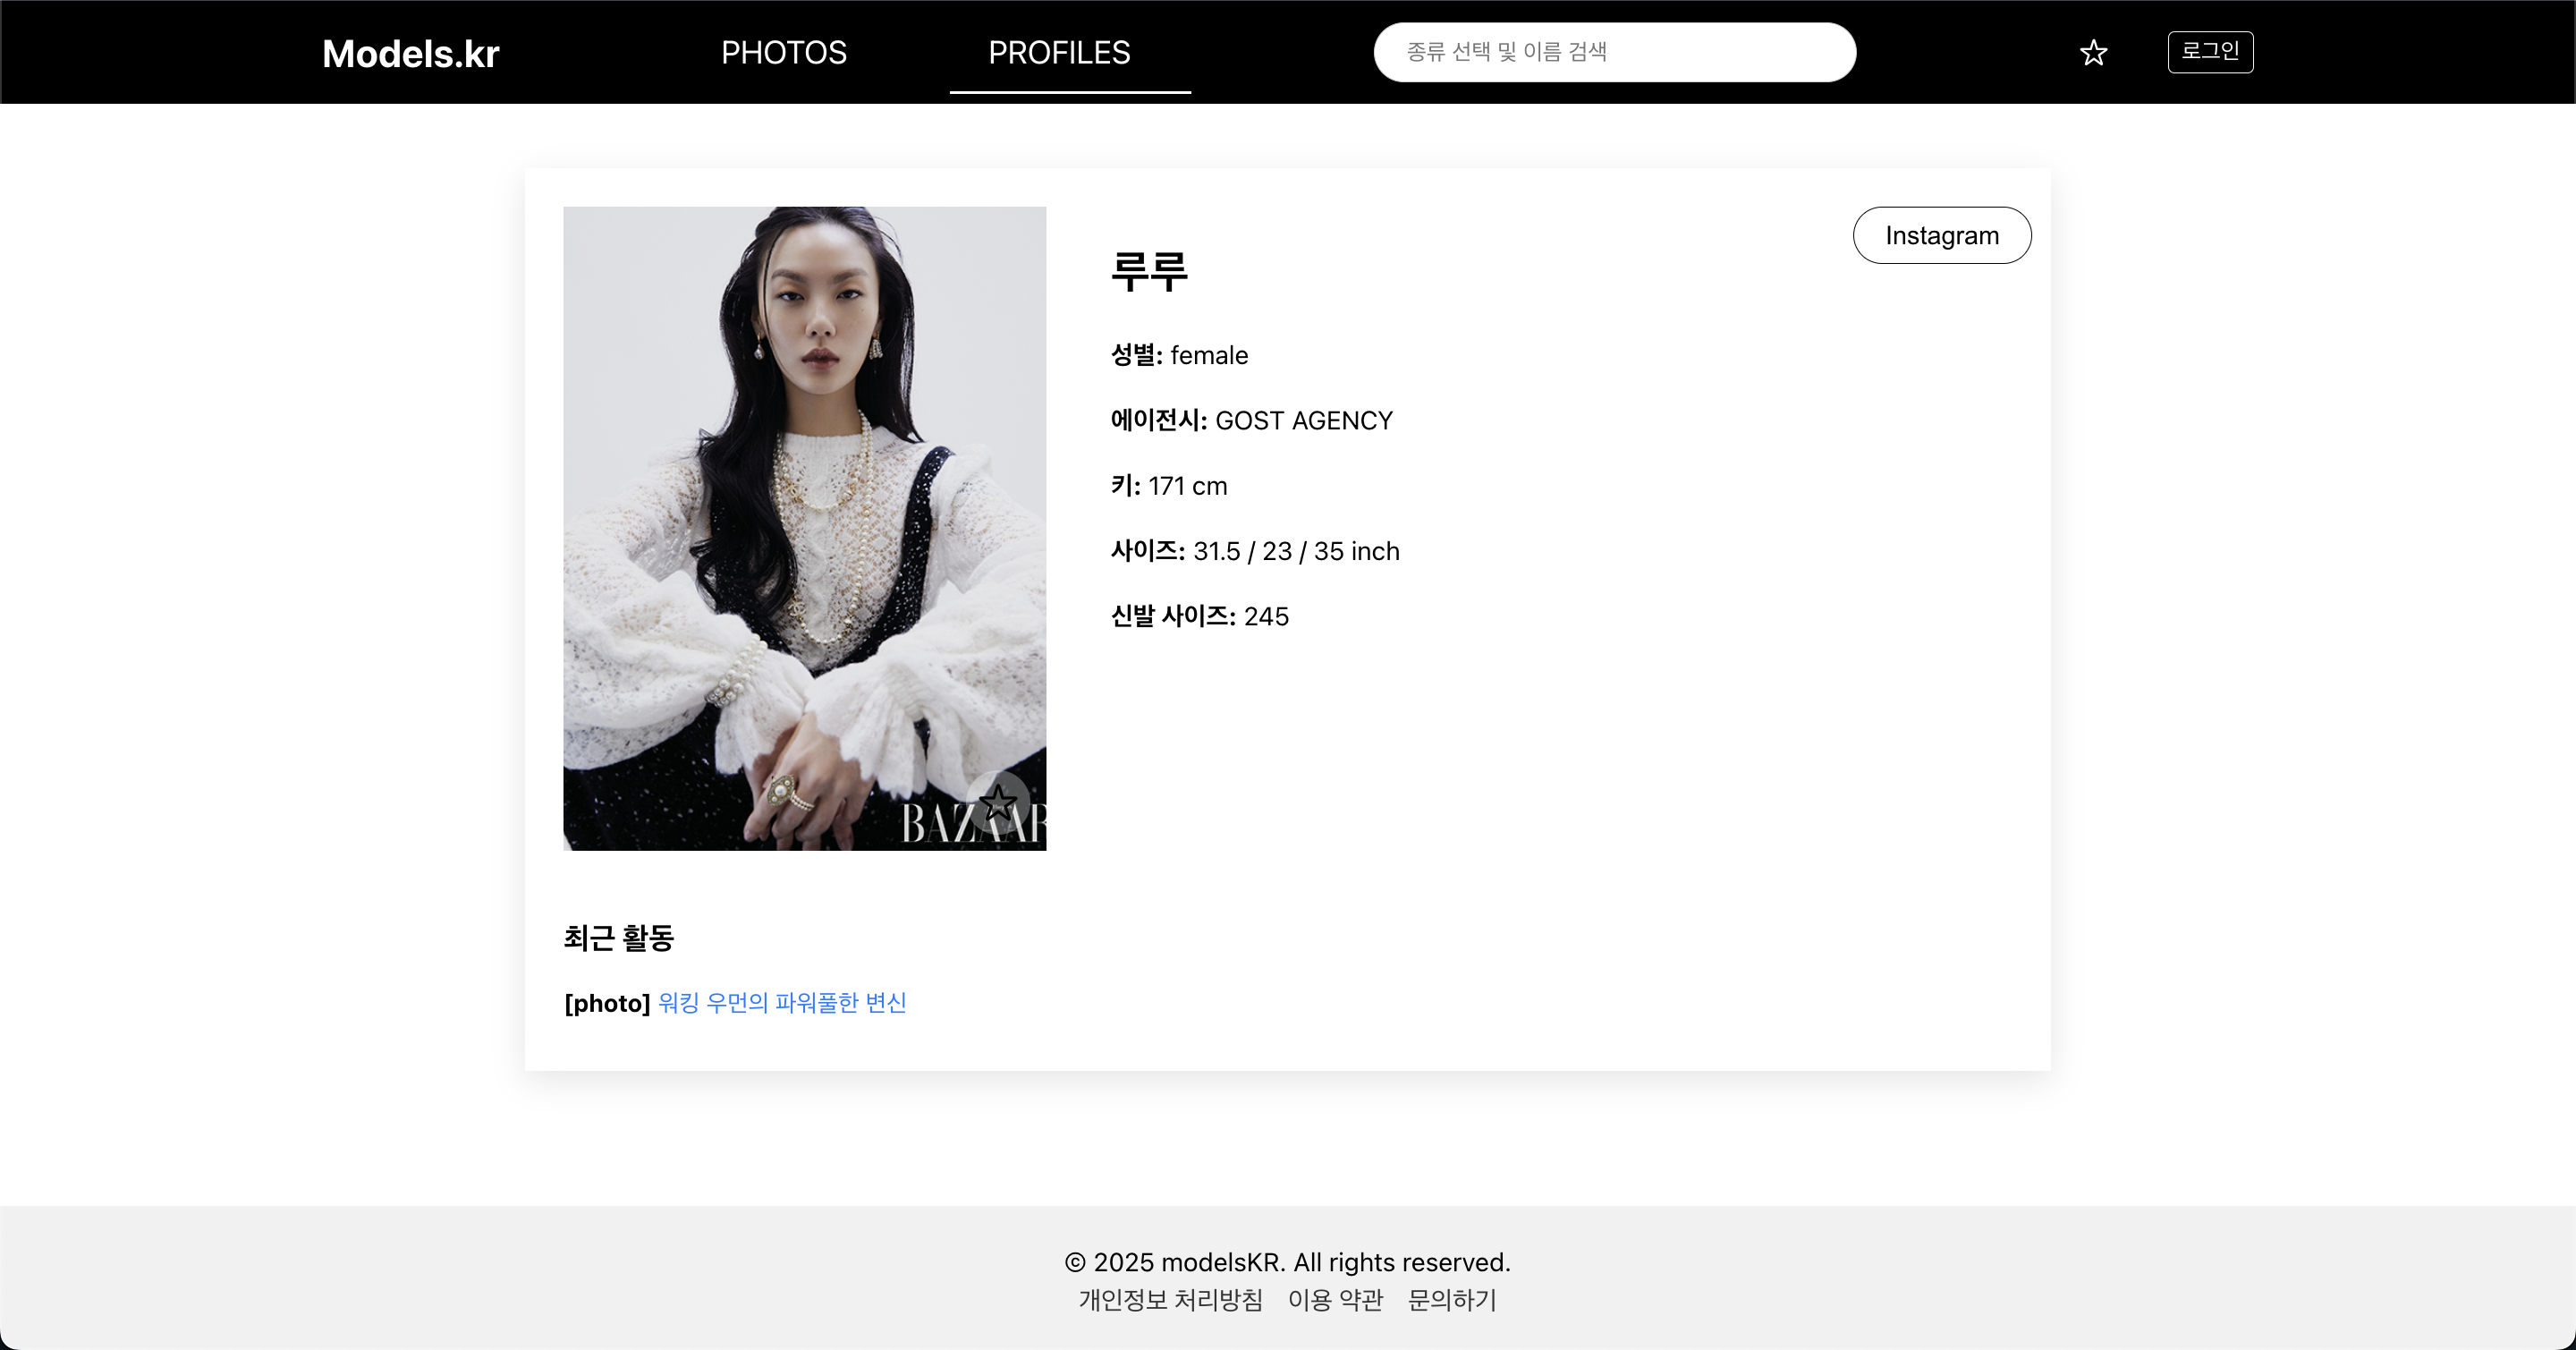 Models.kr
PHOTOS
PROFILES
종류 선택 및 이름 검색
로그인
Instagram
루루
성별: female
에이전시: GOST AGENCY
키: 171 cm
사이즈: 31.5 / 23 / 35 inch
신발 사이즈: 245
BAZAAR
최근 활동
[photo] 워킹 우먼의 파워풀한 변신
© 2025 modelsKR. All rights reserved.
개인정보 처리방침 이용 약관 문의하기